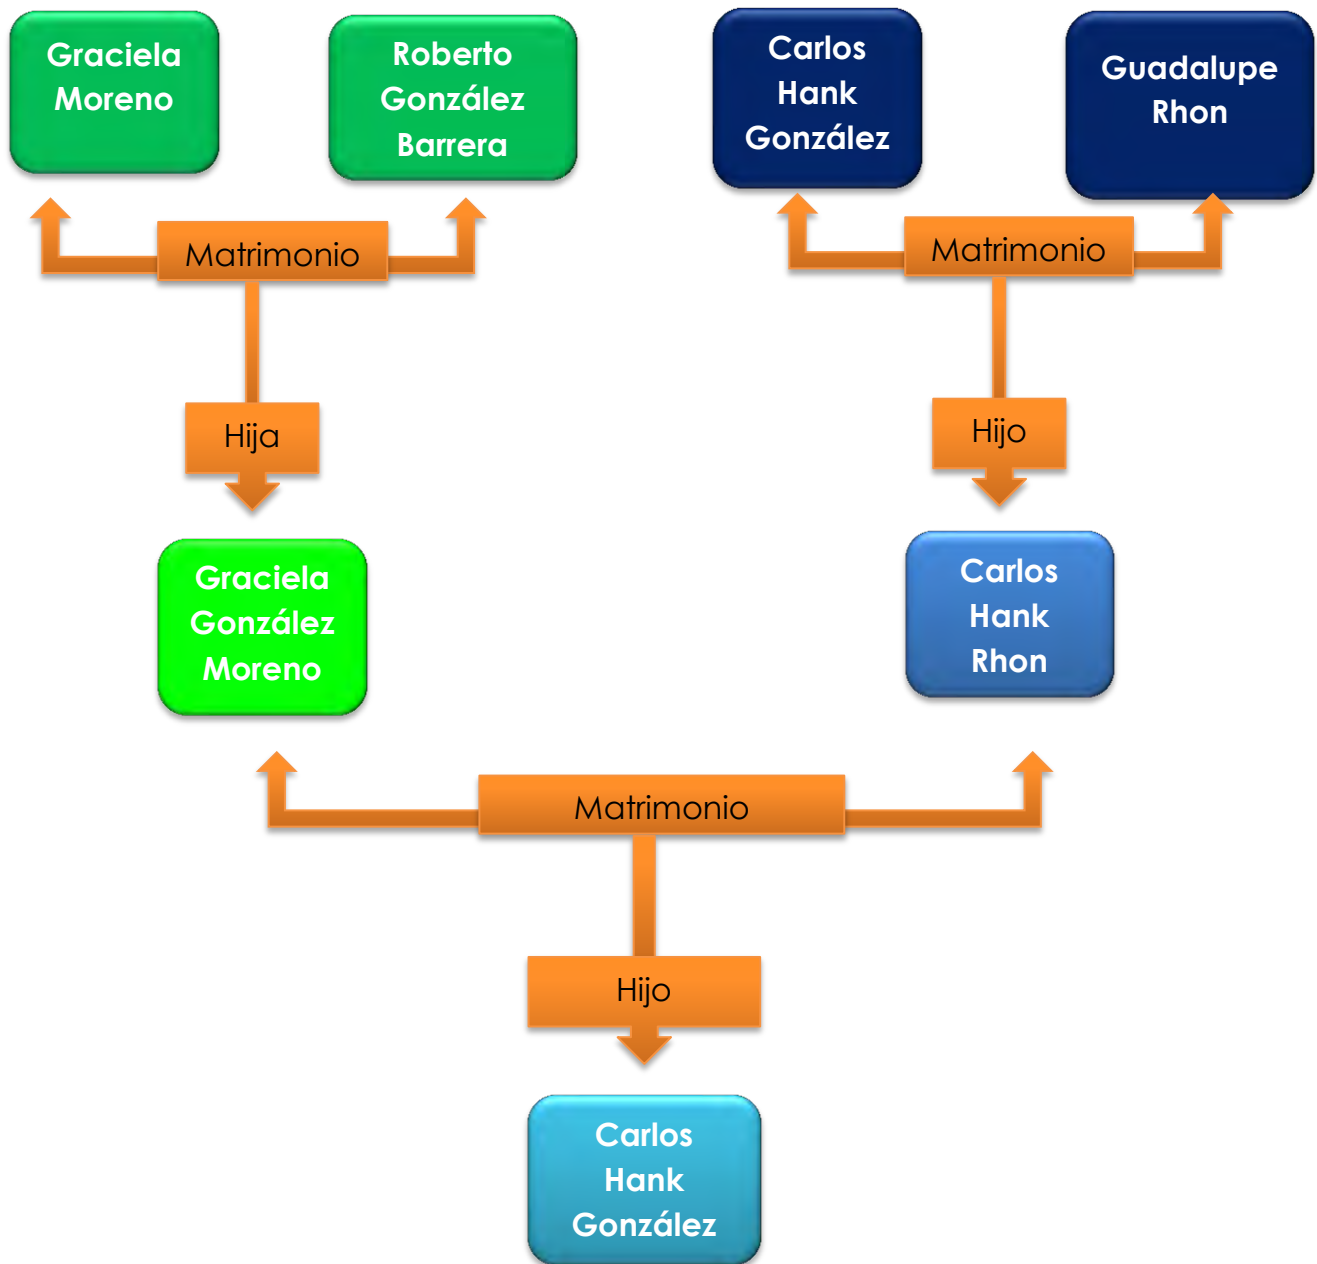 Graciela
Moreno
Roberto
González
Barrera
Carlos
Hank
González
Guadalupe
Rhon
Matrimonio
Matrimonio
Hija
Hijo
Graciela
González
Moreno
Carlos
Hank
Rhon
Matrimonio
Hijo
Carlos
Hank
González